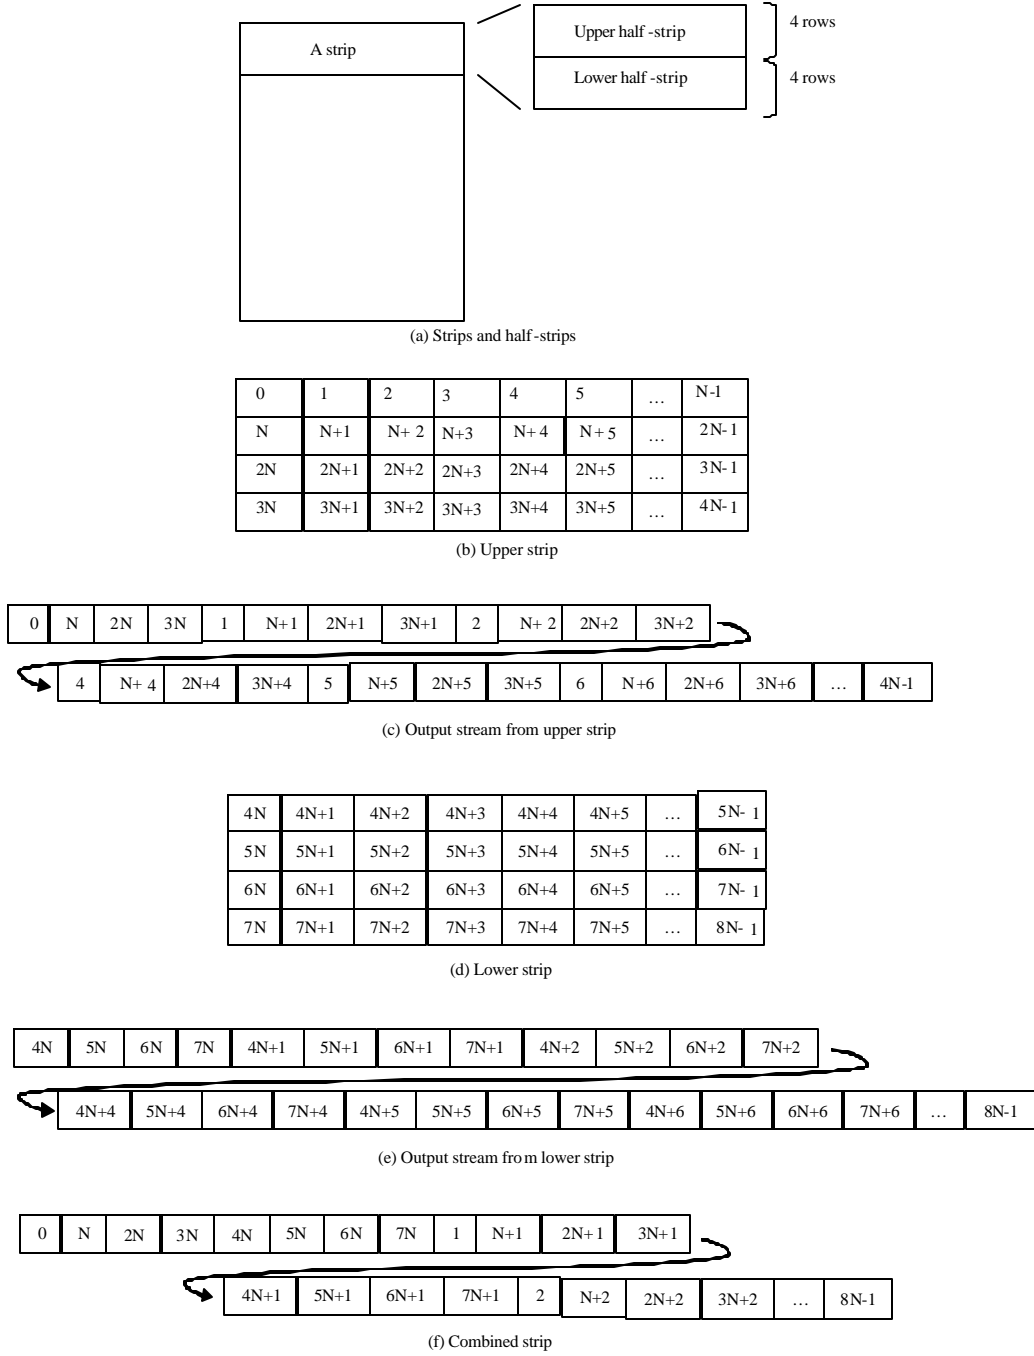 A strip
Upper half-strip
4 rows
Lower half-strip
4 rows
(a) Strips and half-strips
0 1 2 3 4 5 … N-1
N N+1 N+2 N+3 N+4 N+5 … 2N-1
2N 2N+1 2N+2 2N+3 2N+4 2N+5 … 3N-1
3N 3N+1 3N+2 3N+3 3N+4 3N+5 … 4N-1
(b) Upper strip
0 N 2N 3N 1 N+1 2N+1 3N+1 2 N+2 2N+2 3N+2
4 N+4 2N+4 3N+4 5 N+5 2N+5 3N+5 6 N+6 2N+6 3N+6 … 4N-1
(c) Output stream from upper strip
4N 4N+1 4N+2 4N+3 4N+4 4N+5 … 5N-1
5N 5N+1 5N+2 5N+3 5N+4 5N+5 … 6N-1
6N 6N+1 6N+2 6N+3 6N+4 6N+5 … 7N-1
7N 7N+1 7N+2 7N+3 7N+4 7N+5 … 8N-1
(d) Lower strip
4N 5N 6N 7N 4N+1 5N+1 6N+1 7N+1 4N+2 5N+2 6N+2 7N+2
4N+4 5N+4 6N+4 7N+4 4N+5 5N+5 6N+5 7N+5 4N+6 5N+6 6N+6 7N+6 … 8N-1
(e) Output stream from lower strip
0 N 2N 3N 4N 5N 6N 7N 1 N+1 2N+1 3N+1
4N+1 5N+1 6N+1 7N+1 2 N+2 2N+2 3N+2 … 8N-1
(f) Combined strip